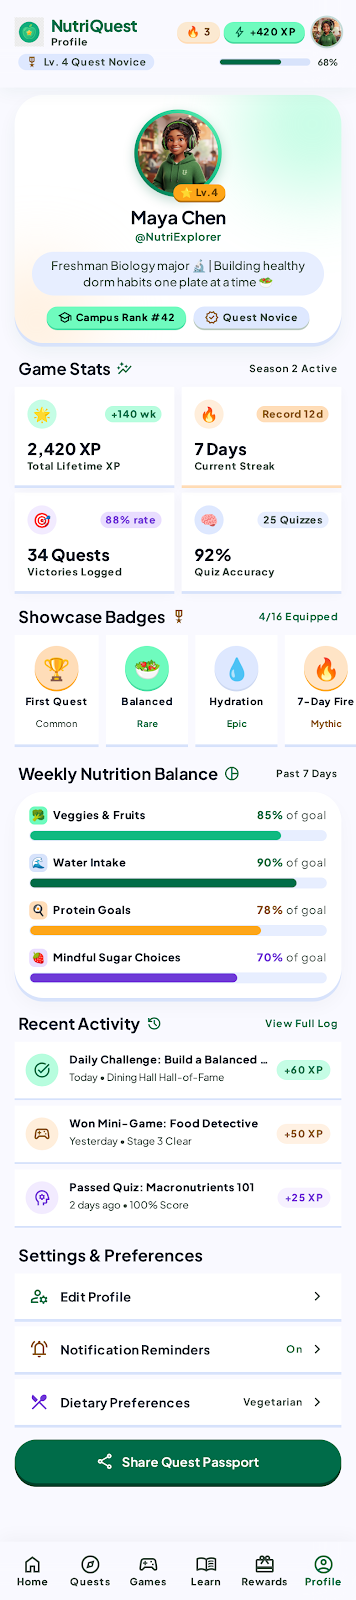 NutriQuest
Profile
🔥 3
+420 XP
🎖️ Lv. 4 Quest Novice
68%
⭐ Lv.4
Maya Chen
@NutriExplorer
Freshman Biology major 🔬 | Building healthy
dorm habits one plate at a time 🥗
Campus Rank #42
Quest Novice
Game Stats
Season 2 Active
+140 wk
2,420 XP
Total Lifetime XP
Record 12d
7 Days
Current Streak
88% rate
34 Quests
Victories Logged
25 Quizzes
92%
Quiz Accuracy
Showcase Badges 🎖️
4/16 Equipped
First Quest
Common
Balanced
Rare
Hydration
Epic
7-Day Fire
Mythic
Weekly Nutrition Balance
Past 7 Days
Veggies & Fruits
85% of goal
Water Intake
90% of goal
Protein Goals
78% of goal
Mindful Sugar Choices
70% of goal
Recent Activity
View Full Log
Daily Challenge: Build a Balanced ...
Today • Dining Hall Hall-of-Fame
+60 XP
Won Mini-Game: Food Detective
Yesterday • Stage 3 Clear
+50 XP
Passed Quiz: Macronutrients 101
2 days ago • 100% Score
+25 XP
Settings & Preferences
Edit Profile
Notification Reminders
On
Dietary Preferences
Vegetarian
Share Quest Passport
Home
Quests
Games
Learn
Rewards
Profile